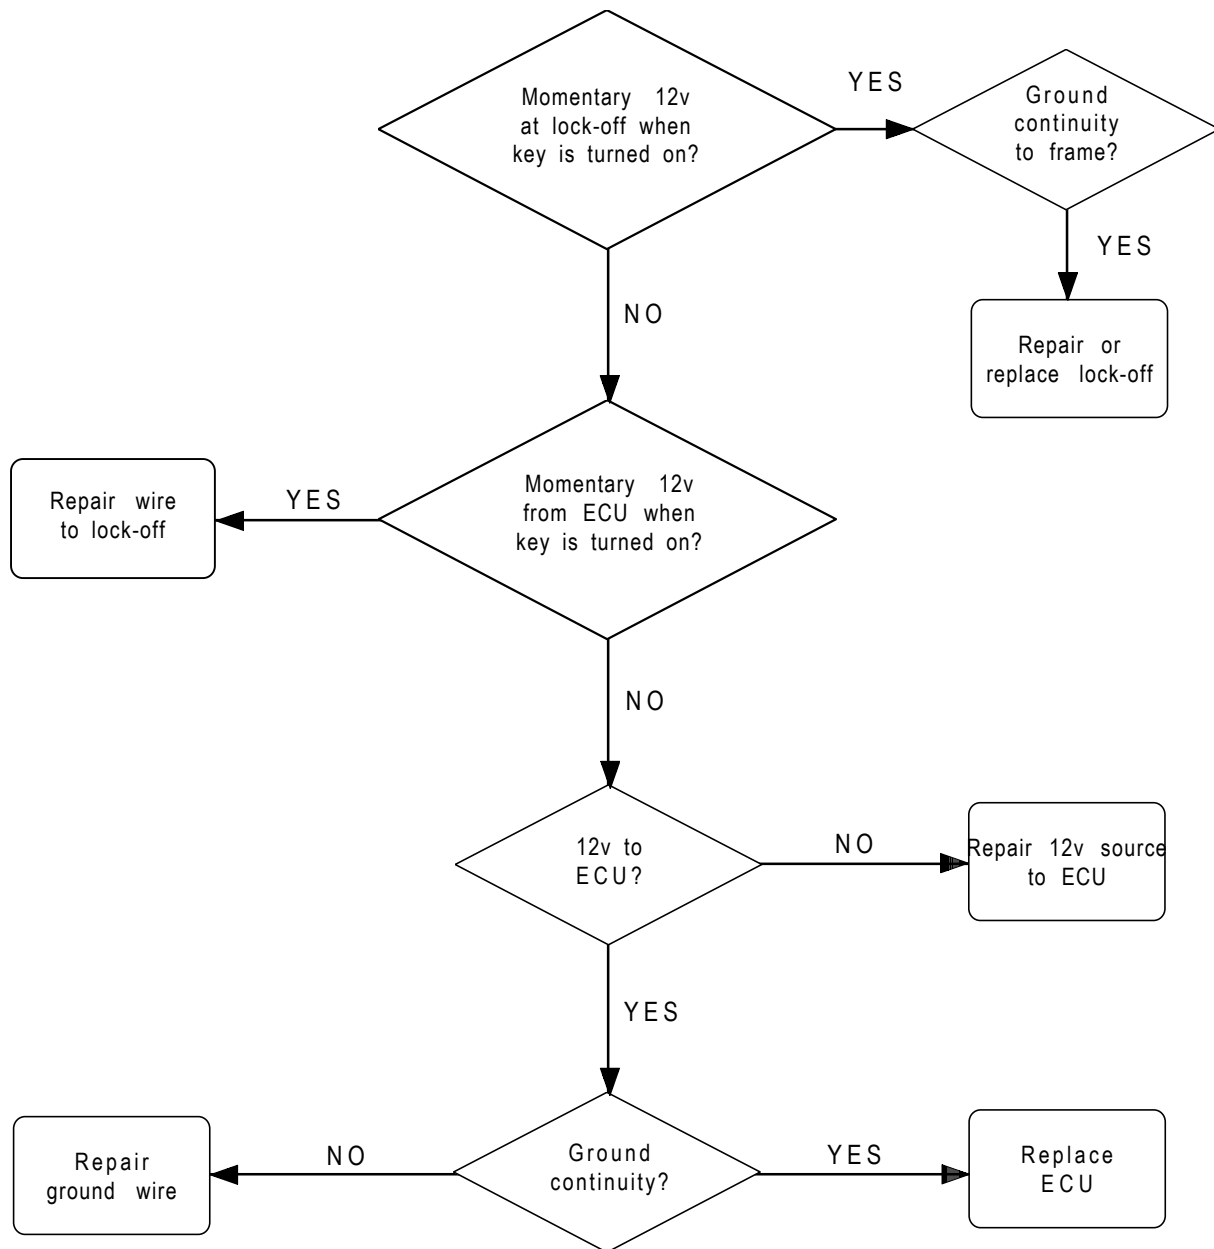 Momentary 12v
at lock-off when
key is turned on?
YES
Ground
continuity
to frame?
YES
Repair or
replace lock-off
NO
Momentary 12v
from ECU when
key is turned on?
YES
Repair wire
to lock-off
NO
12v to
ECU?
NO
Repair 12v source
to ECU
YES
Ground
continuity?
NO
Repair
ground wire
YES
Replace
ECU